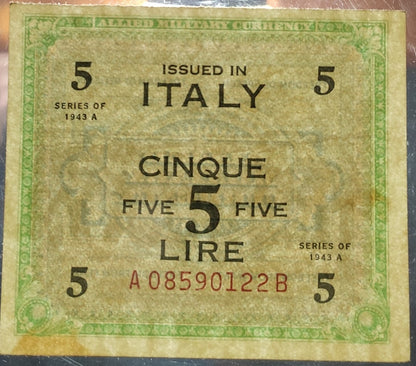 ALLIED MILITARY CURRENCY
5 ISSUED IN 5
ITALY
SERIES OF
1943 A
CINQUE
FIVE 5 FIVE
LIRE
SERIES OF
1943 A
5 A08590122B 5